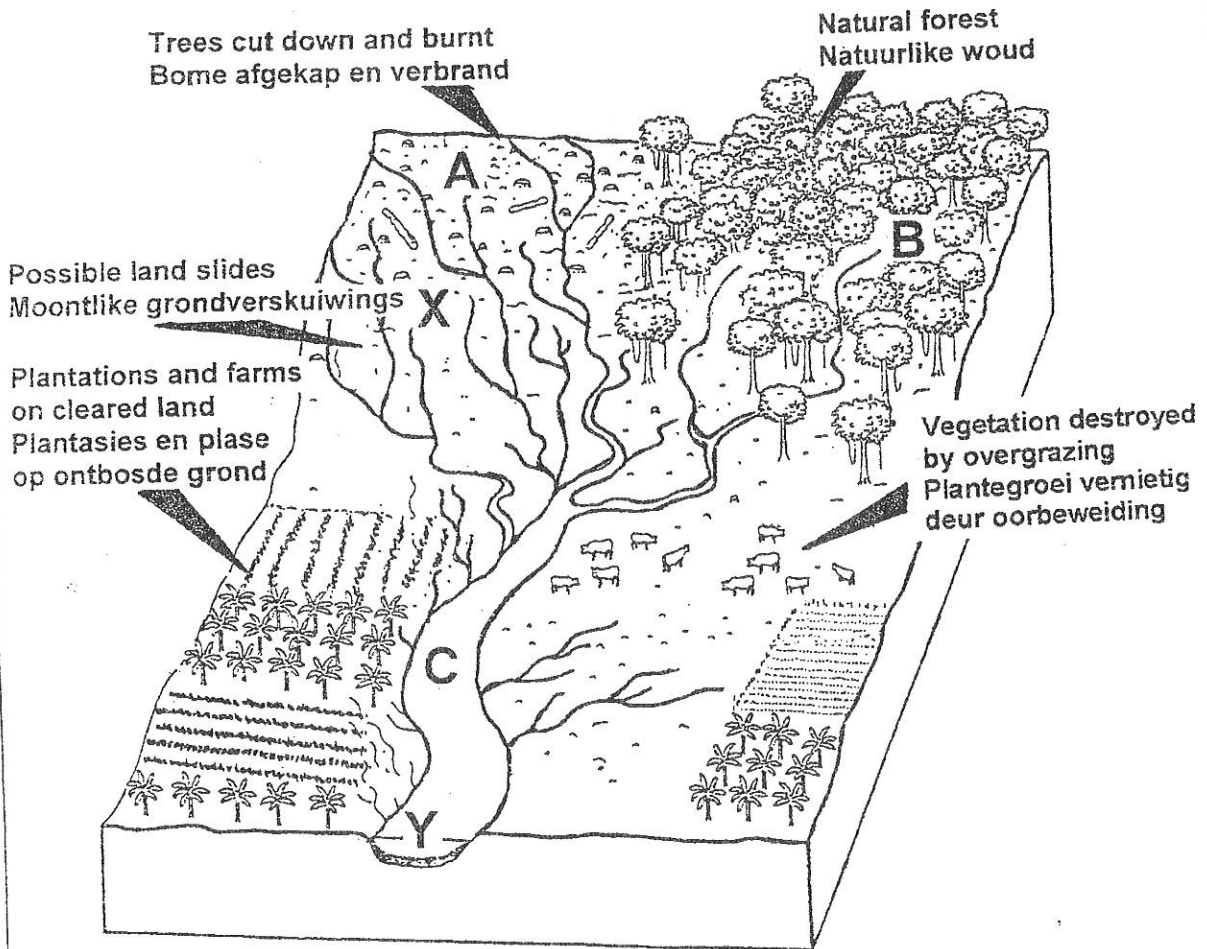 Trees cut down and burnt
Bome afgekap en verbrand
Natural forest
Natuurlike woud
A
B
Possible land slides
Moontlike grondverskuiwings
X
Plantations and farms
on cleared land
Plantasies en plase
op ontbosde grond
Vegetation destroyed
by overgrazing
Plantegroei vernietig
deur oorbeweiding
C
Y